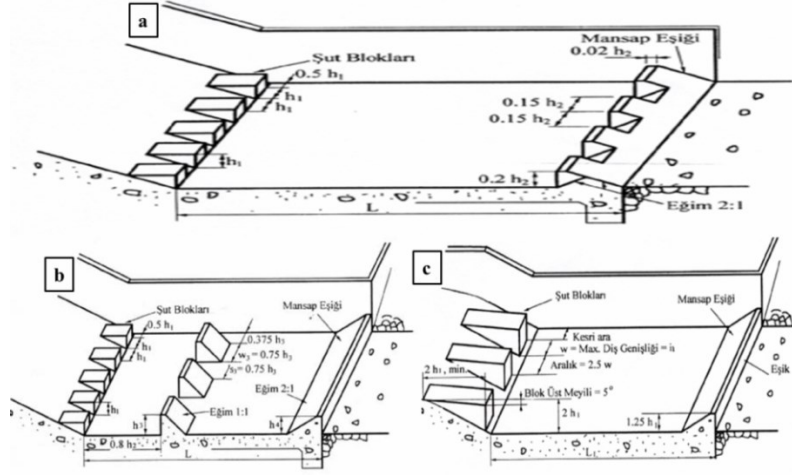 a
Şut Blokları
0.5 h₁
h₁
h₁
h₁
Mansap Eşiği
0.02 h₂
0.15 h₂
0.15 h₂
0.2 h₂
Eğim 2:1
L
b
Şut Blokları
0.5 h₁
h₁
h₁
h₁
0.375 h₃
w₃ = 0.75 h₃
s₃= 0.75 h₃
Mansap Eşiği
Eğim 2:1
Eğim 1:1
h₃
h₄
0.8 h₂
L
c
Şut Blokları
Kesri ara
w = Max. Diş Genişliği =
Aralık = 2.5 w
2 h₁, min.
Blok Üst Meyili = 5°
2 h₁
1.25 h₁
Mansap Eşiği
Eşik
L